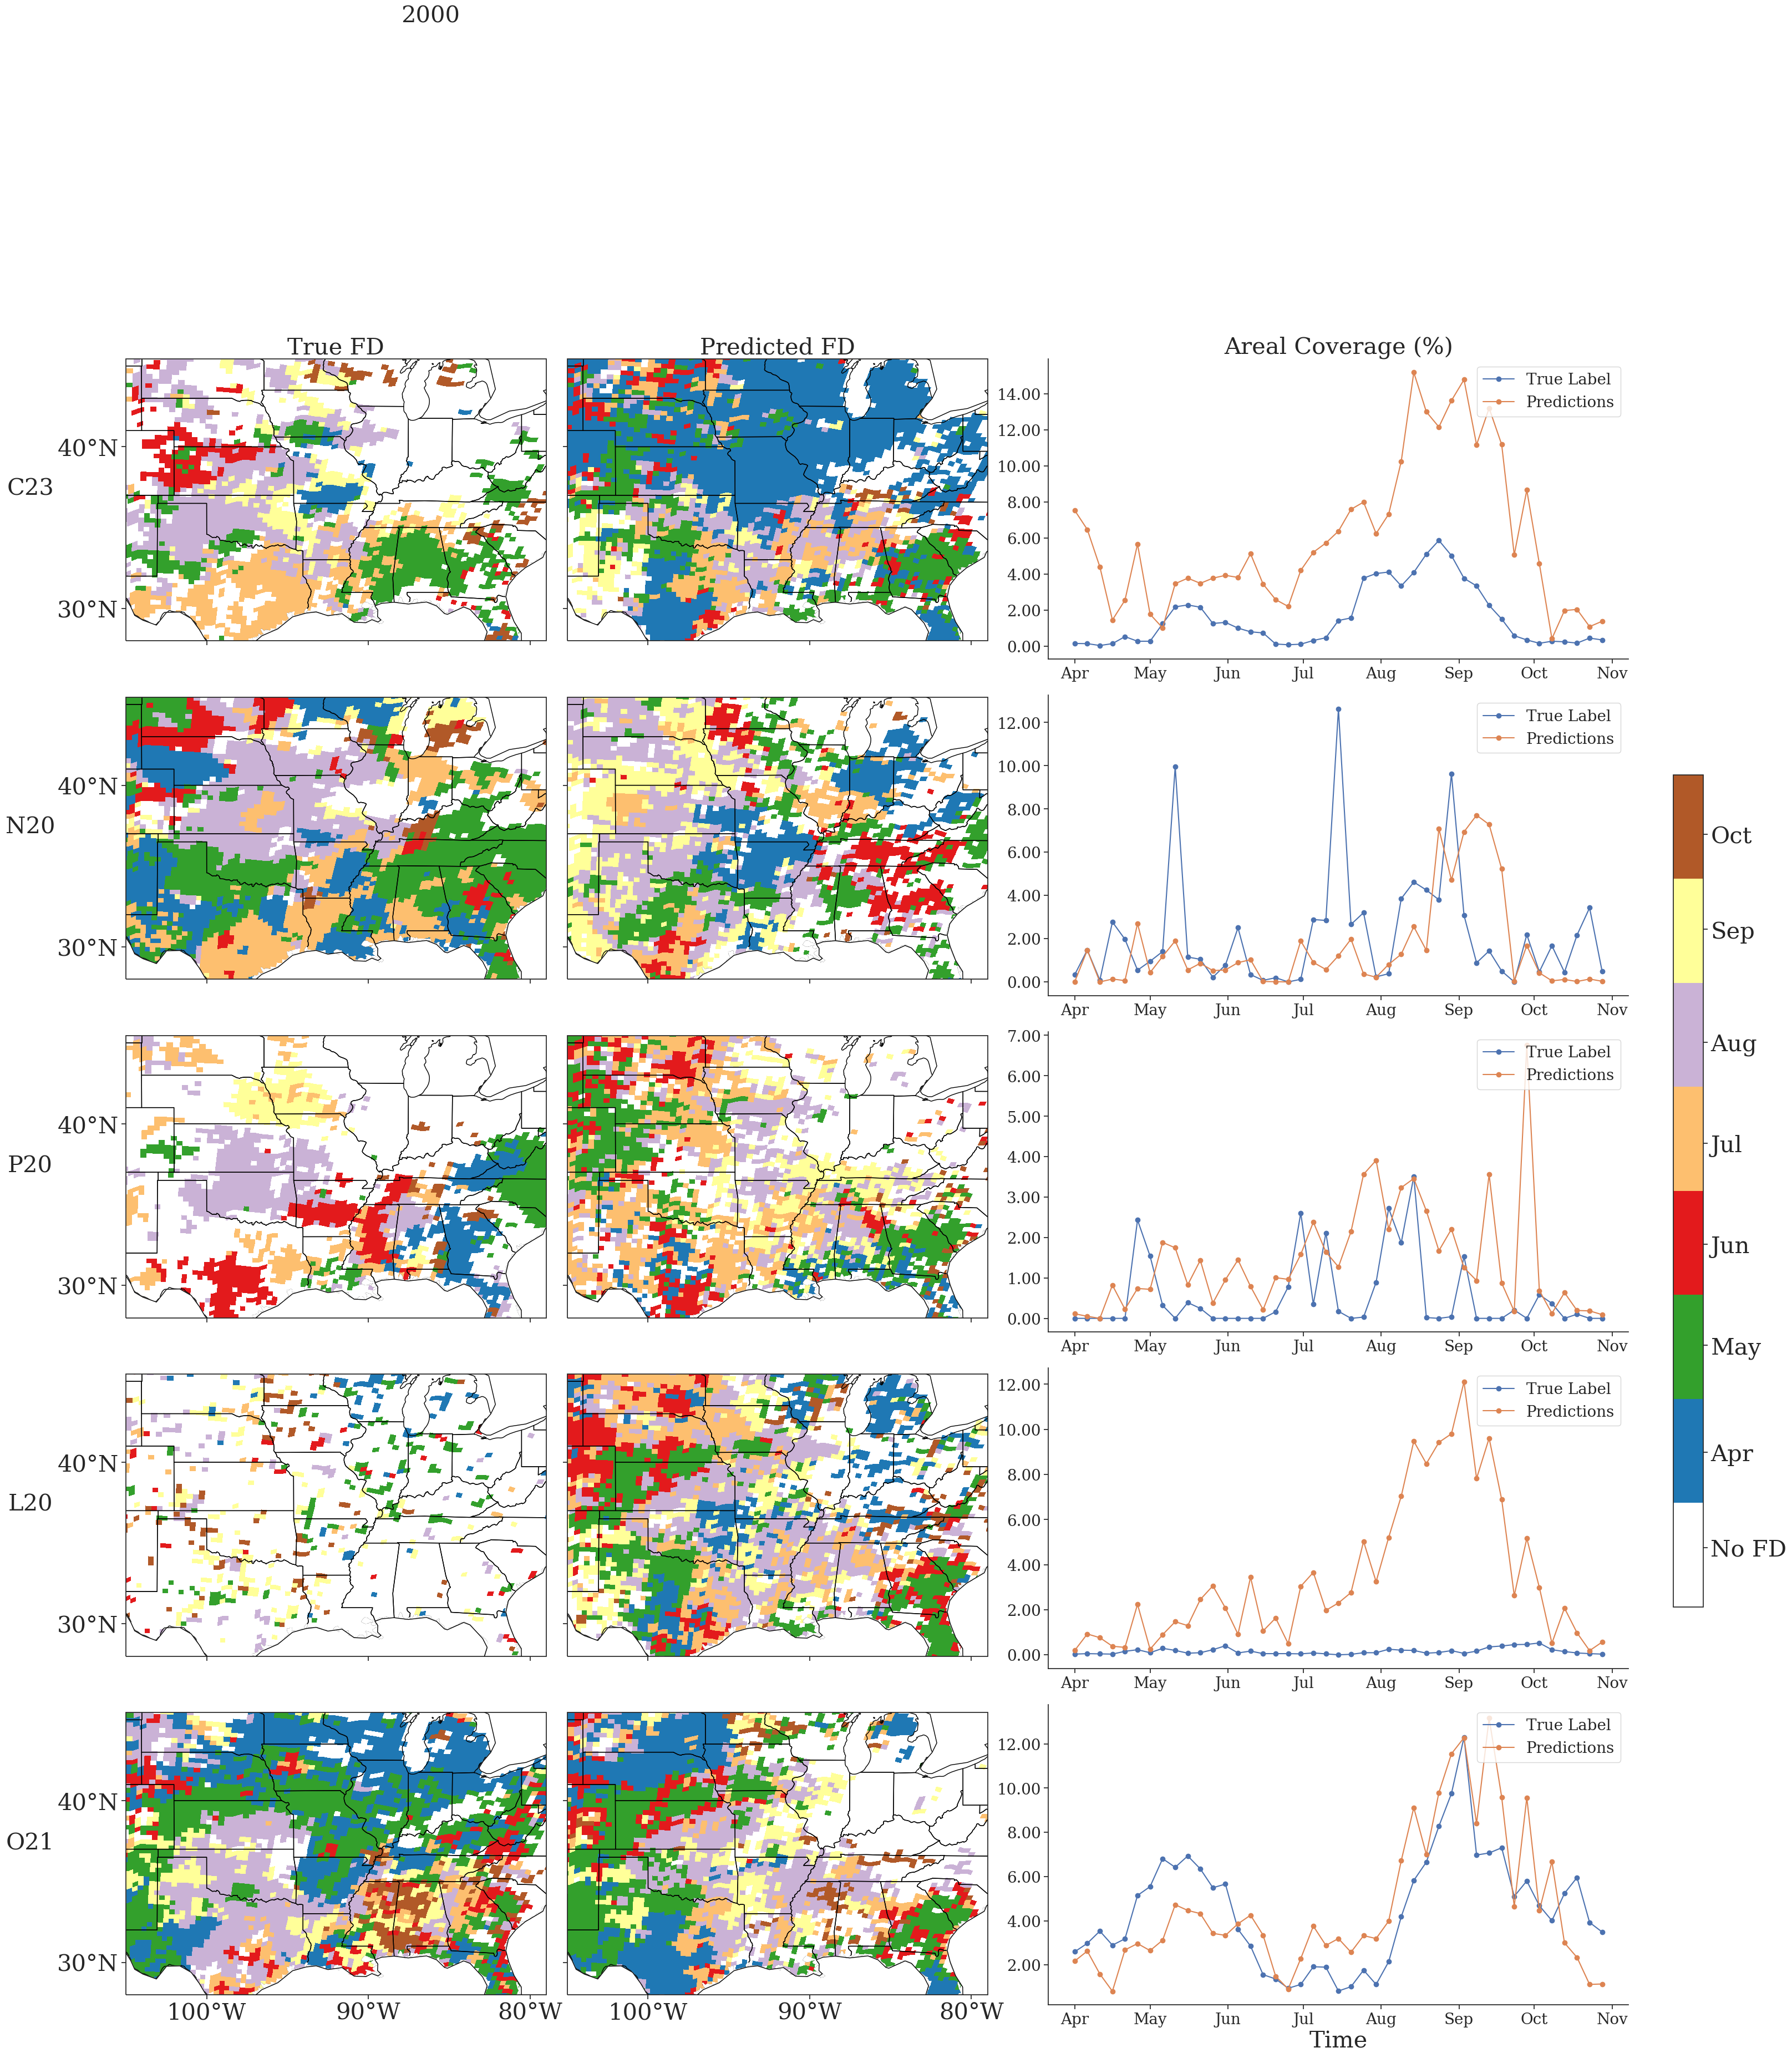 2000
True FD
Predicted FD
Areal Coverage (%)
C23
40°N
30°N
14.00
12.00
10.00
8.00
6.00
4.00
2.00
0.00
True Label
Predictions
Apr May Jun Jul Aug Sep Oct Nov
N20
40°N
30°N
12.00
10.00
8.00
6.00
4.00
2.00
0.00
True Label
Predictions
Apr May Jun Jul Aug Sep Oct Nov
P20
40°N
30°N
7.00
6.00
5.00
4.00
3.00
2.00
1.00
0.00
True Label
Predictions
Apr May Jun Jul Aug Sep Oct Nov
L20
40°N
30°N
12.00
10.00
8.00
6.00
4.00
2.00
0.00
True Label
Predictions
Apr May Jun Jul Aug Sep Oct Nov
O21
40°N
30°N
100°W 90°W 80°W
100°W 90°W 80°W
12.00
10.00
8.00
6.00
4.00
2.00
True Label
Predictions
Apr May Jun Jul Aug Sep Oct Nov
Time
Oct
Sep
Aug
Jul
Jun
May
Apr
No FD